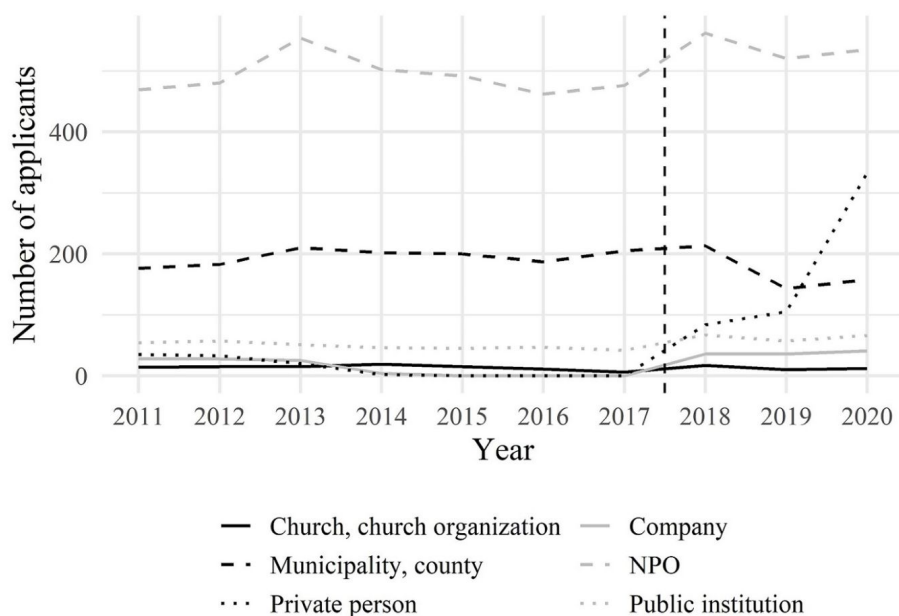 Number of applicants
400
200
0
2011 2012 2013 2014 2015 2016 2017 2018 2019 2020
Year
Church, church organization Company
Municipality, county NPO
Private person Public institution